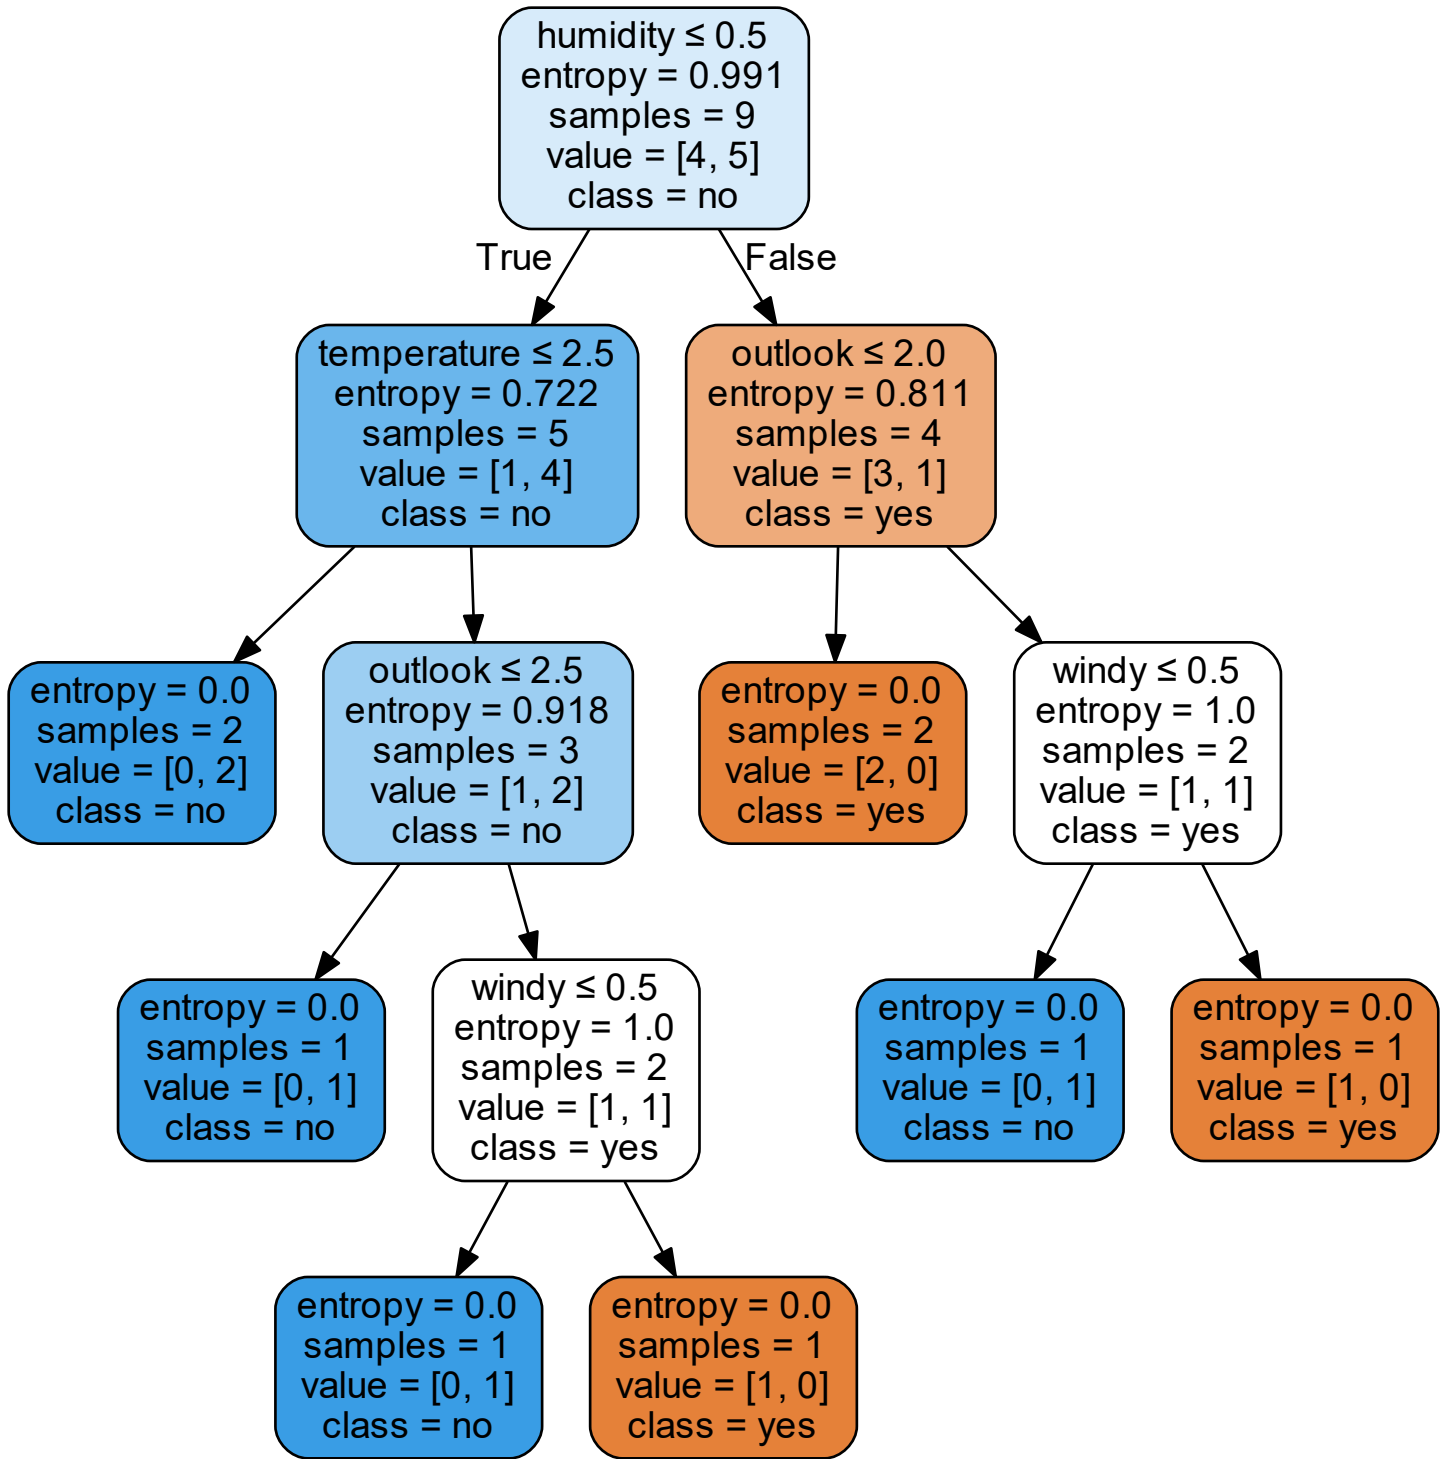 humidity ≤ 0.5
entropy = 0.991
samples = 9
value = [4, 5]
class = no
True
False
temperature ≤ 2.5
entropy = 0.722
samples = 5
value = [1, 4]
class = no
outlook ≤ 2.0
entropy = 0.811
samples = 4
value = [3, 1]
class = yes
entropy = 0.0
samples = 2
value = [0, 2]
class = no
outlook ≤ 2.5
entropy = 0.918
samples = 3
value = [1, 2]
class = no
entropy = 0.0
samples = 2
value = [2, 0]
class = yes
windy ≤ 0.5
entropy = 1.0
samples = 2
value = [1, 1]
class = yes
entropy = 0.0
samples = 1
value = [0, 1]
class = no
windy ≤ 0.5
entropy = 1.0
samples = 2
value = [1, 1]
class = yes
entropy = 0.0
samples = 1
value = [0, 1]
class = no
entropy = 0.0
samples = 1
value = [1, 0]
class = yes
entropy = 0.0
samples = 1
value = [0, 1]
class = no
entropy = 0.0
samples = 1
value = [1, 0]
class = yes